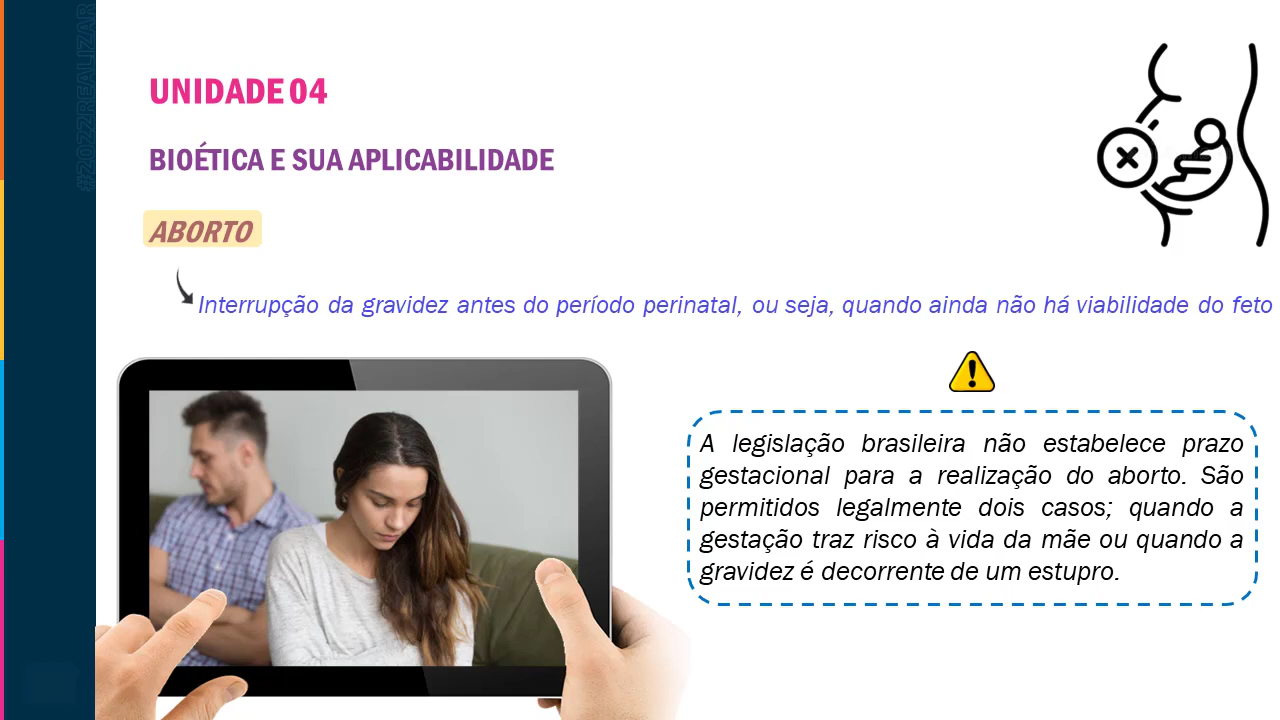 #2022REALIZAR
UNIDADE 04
BIOÉTICA E SUA APLICABILIDADE
ABORTO
Interrupção da gravidez antes do período perinatal, ou seja, quando ainda não há viabilidade do feto
A legislação brasileira não estabelece prazo
gestacional para a realização do aborto. São
permitidos legalmente dois casos; quando a
gestação traz risco à vida da mãe ou quando a
gravidez é decorrente de um estupro.